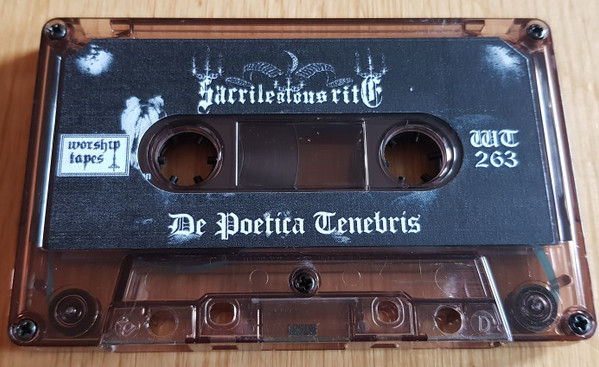 Sacrilegious rite
worship
tapes
WT
263
De Poetica Tenebris